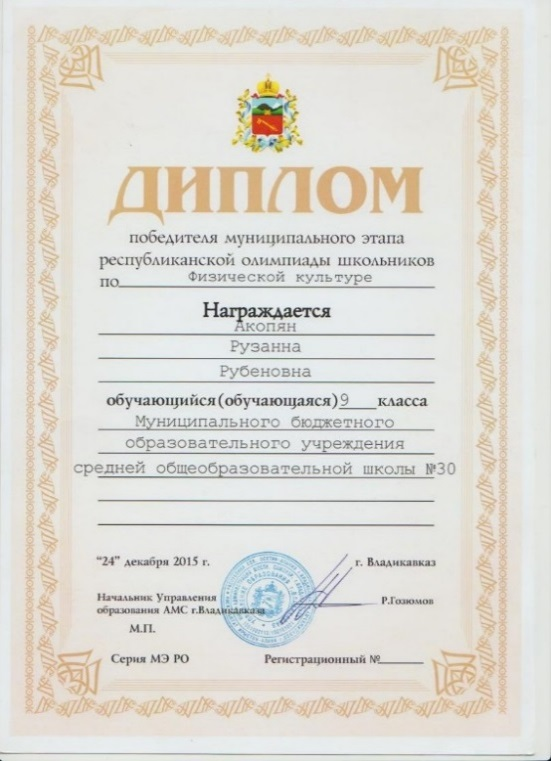 ДИПЛОМ
победителя муниципального этапа
республиканской олимпиады школьников
по Физической культуре
Награждается
Акопян
Рузанна
Рубеновна
обучающийся(обучающаяся) 9 класса
Муниципального бюджетного
образовательного учреждения
средней общеобразовательной школы №30
"24" декабря 2015 г. г. Владикавказ
Начальник Управления
образования АМС г.Владикавказа Р.Гозюмов
М.П.
Серия МЭ РО Регистрационный №